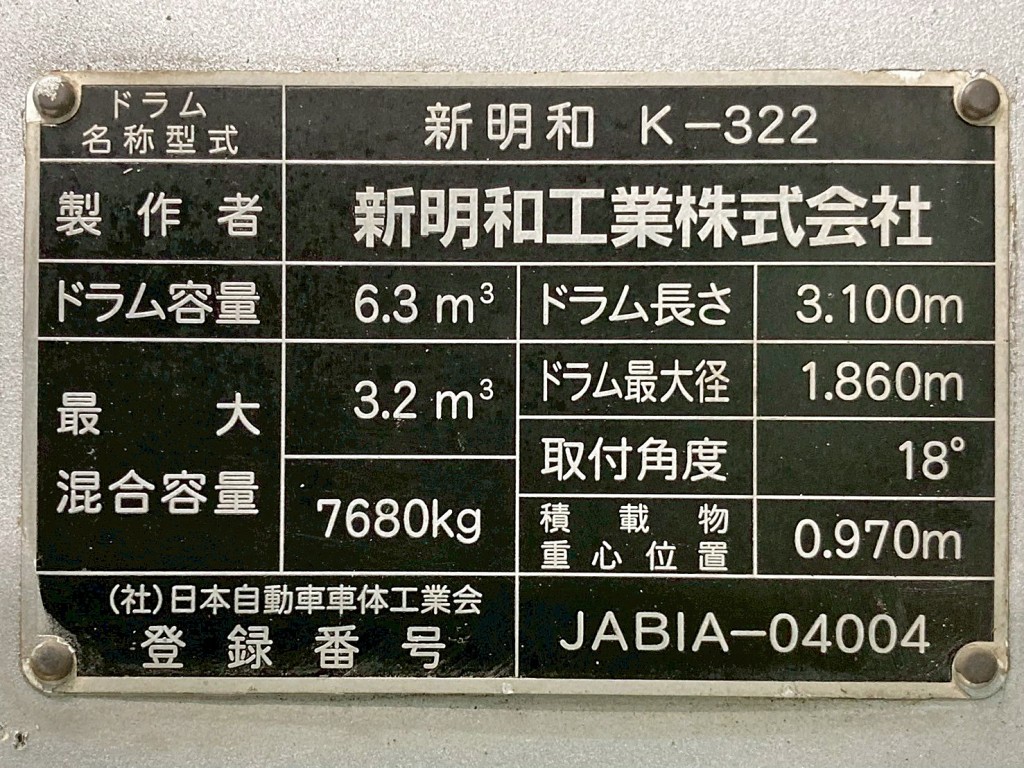 ドラム
名称型式
新明和 K-322
製作者
新明和工業株式会社
ドラム容量
6.3 m³
ドラム長さ
3.100m
最大
混合容量
3.2 m³
7680kg
ドラム最大径
1.860m
取付角度
18°
積載物
重心位置
0.970m
(社)日本自動車車体工業会
登録番号
JABIA-04004